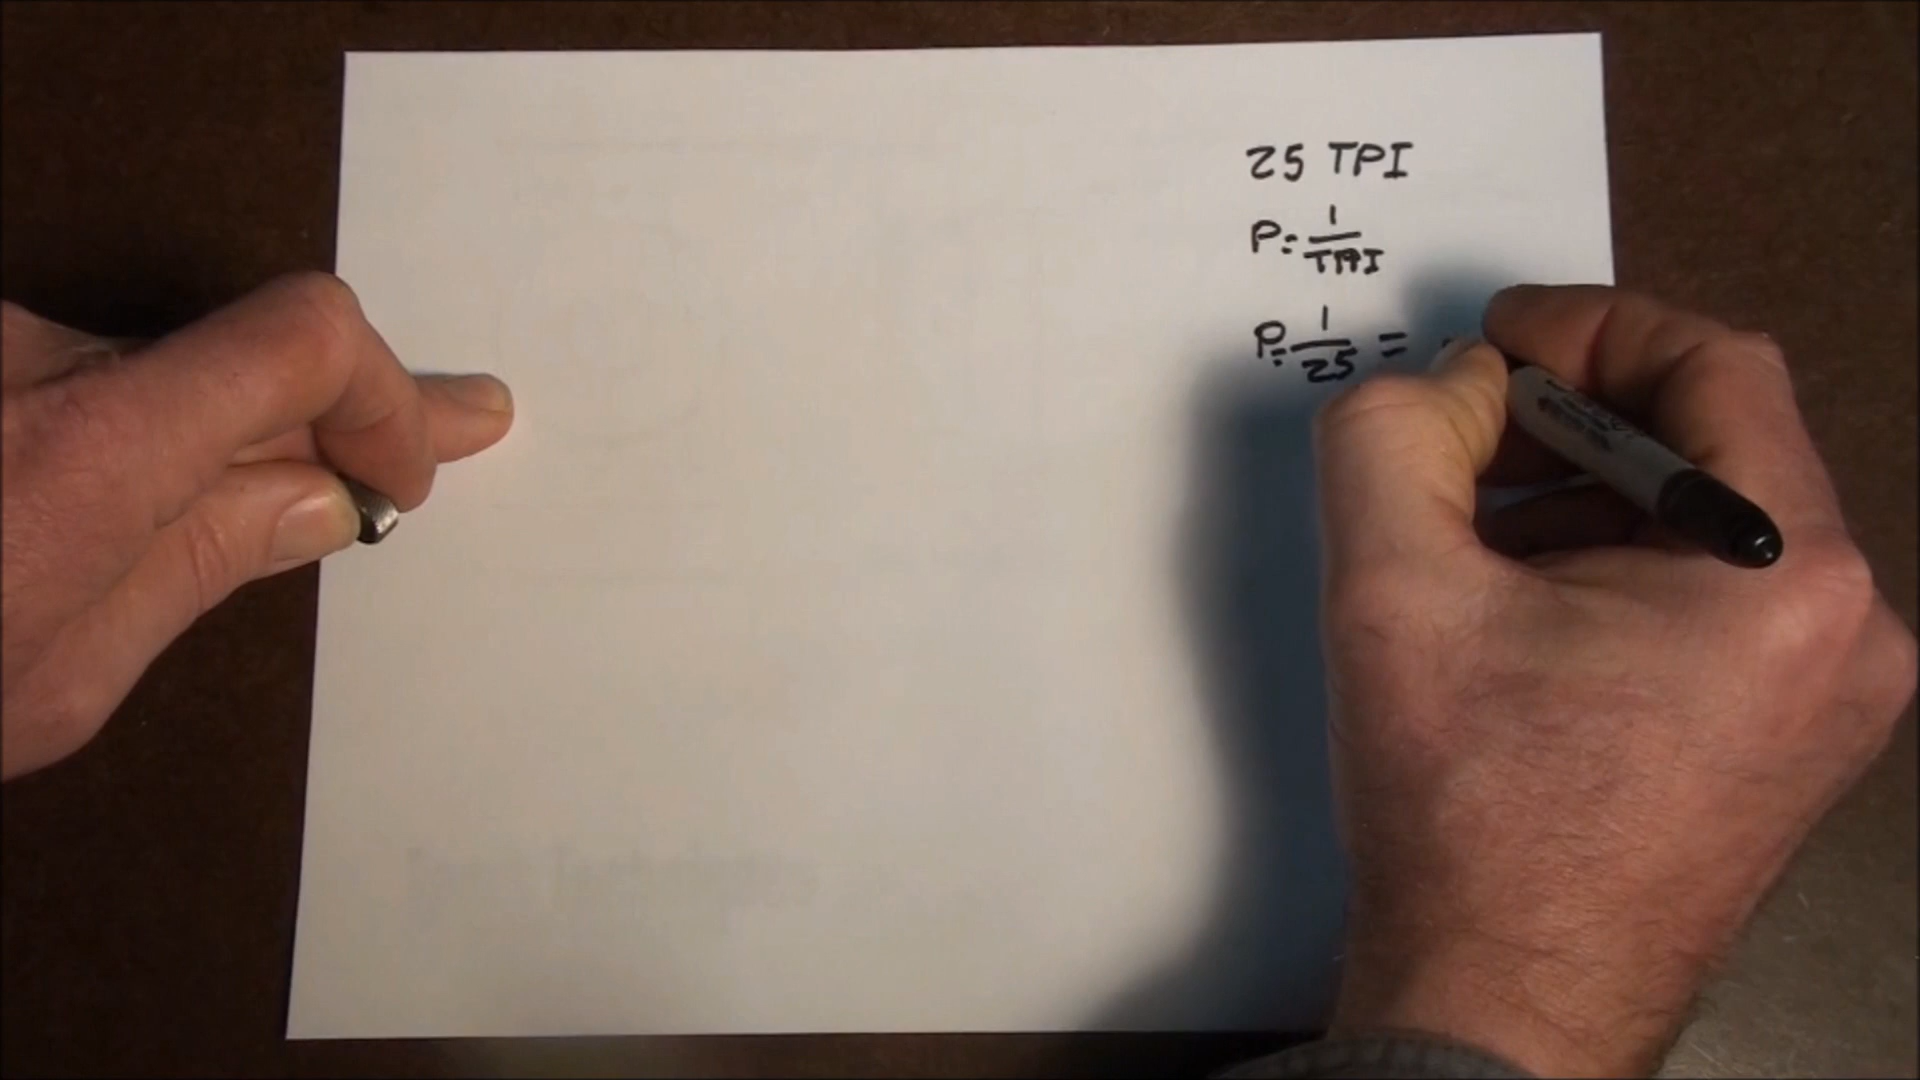 25 TPI
P = 1/TPI
P = 1/25 =